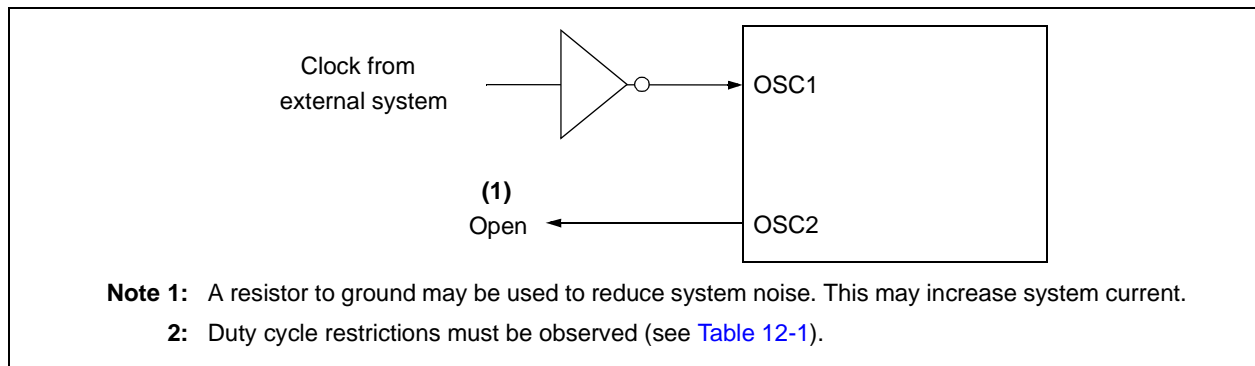 Clock from
external system
OSC1
(1)
Open
OSC2
Note 1: A resistor to ground may be used to reduce system noise. This may increase system current.
2: Duty cycle restrictions must be observed (see Table 12-1).